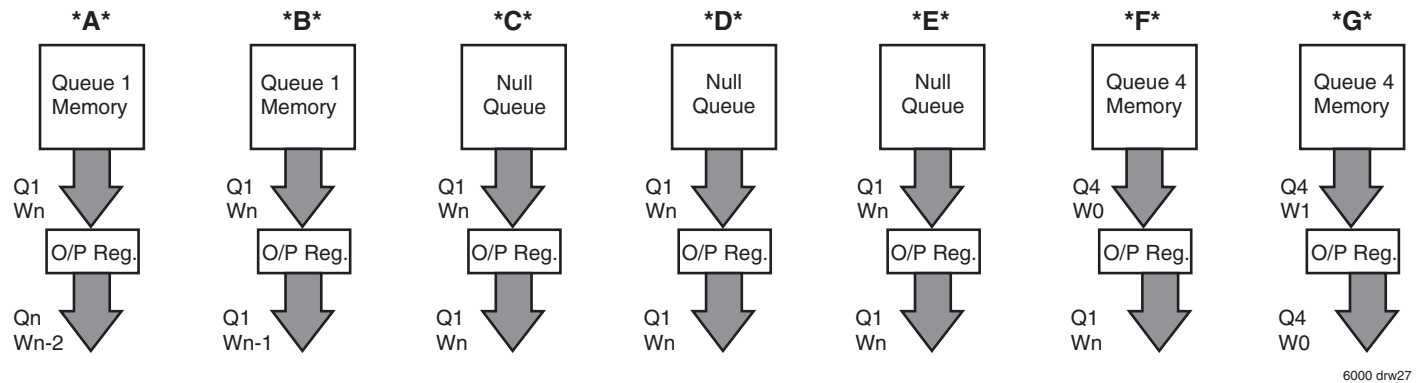 *A*
*B*
*C*
*D*
*E*
*F*
*G*
Queue 1
Memory
Queue 1
Memory
Null
Queue
Null
Queue
Null
Queue
Queue 4
Memory
Queue 4
Memory
Q1
Wn
Q1
Wn
Q1
Wn
Q1
Wn
Q1
Wn
Q4
W0
Q4
W1
O/P Reg.
O/P Reg.
O/P Reg.
O/P Reg.
O/P Reg.
O/P Reg.
O/P Reg.
Qn
Wn-2
Q1
Wn-1
Q1
Wn
Q1
Wn
Q1
Wn
Q1
Wn
Q4
W0
6000 drw27